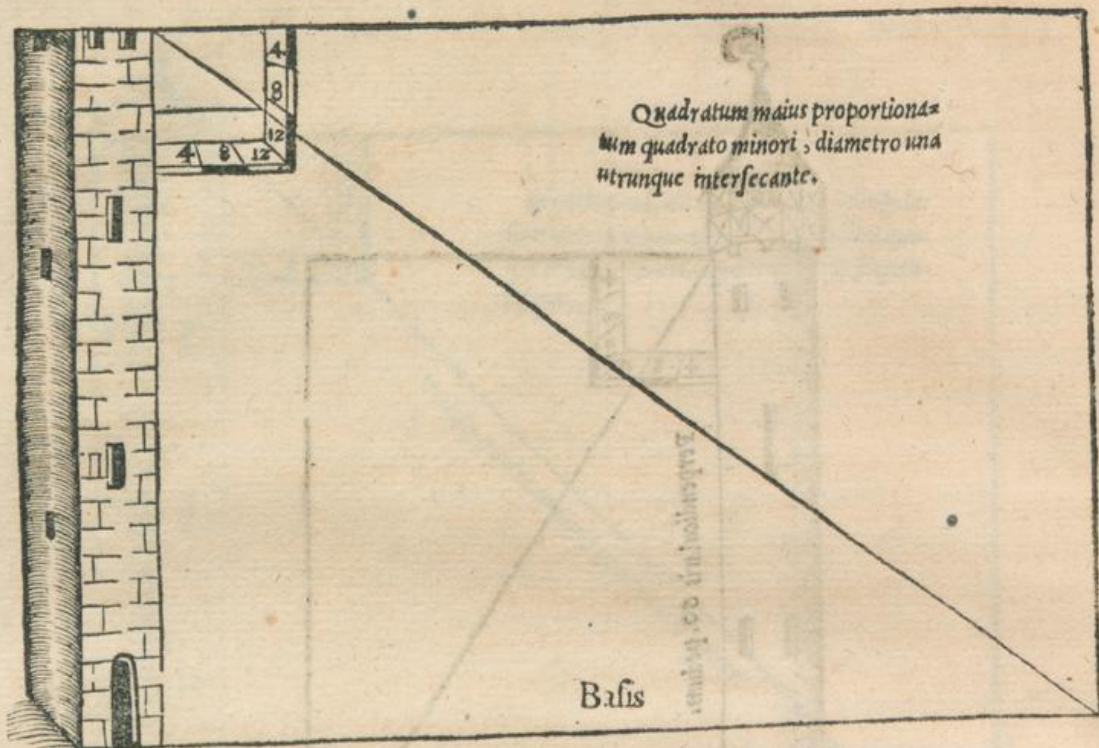 4
8
12
4 8 12
Quadratum maius proportiona=
tum quadrato minori, diametro una
utrunque intersecante.
Basis